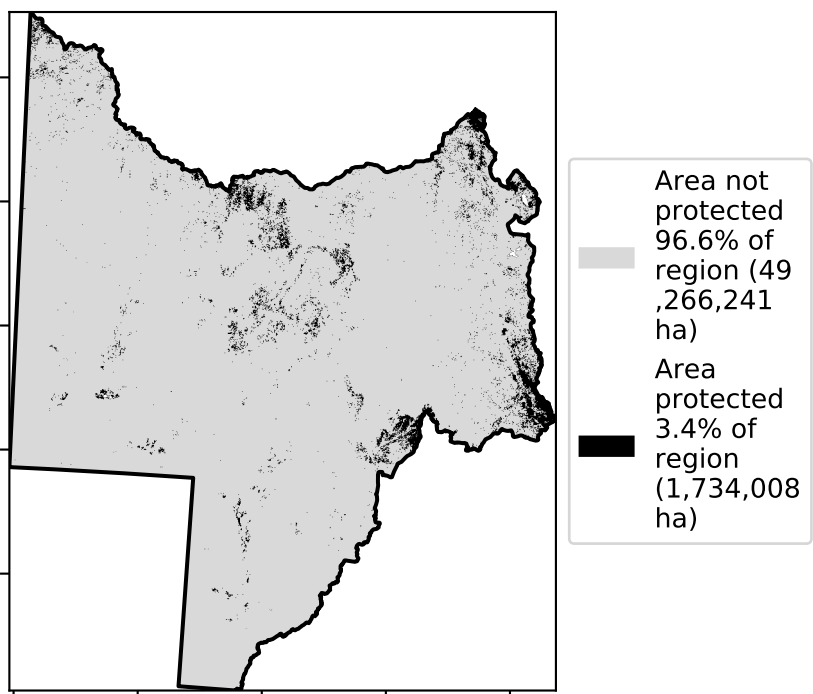 Area not
protected
96.6% of
region (49
,266,241
ha)
Area
protected
3.4% of
region
(1,734,008
ha)